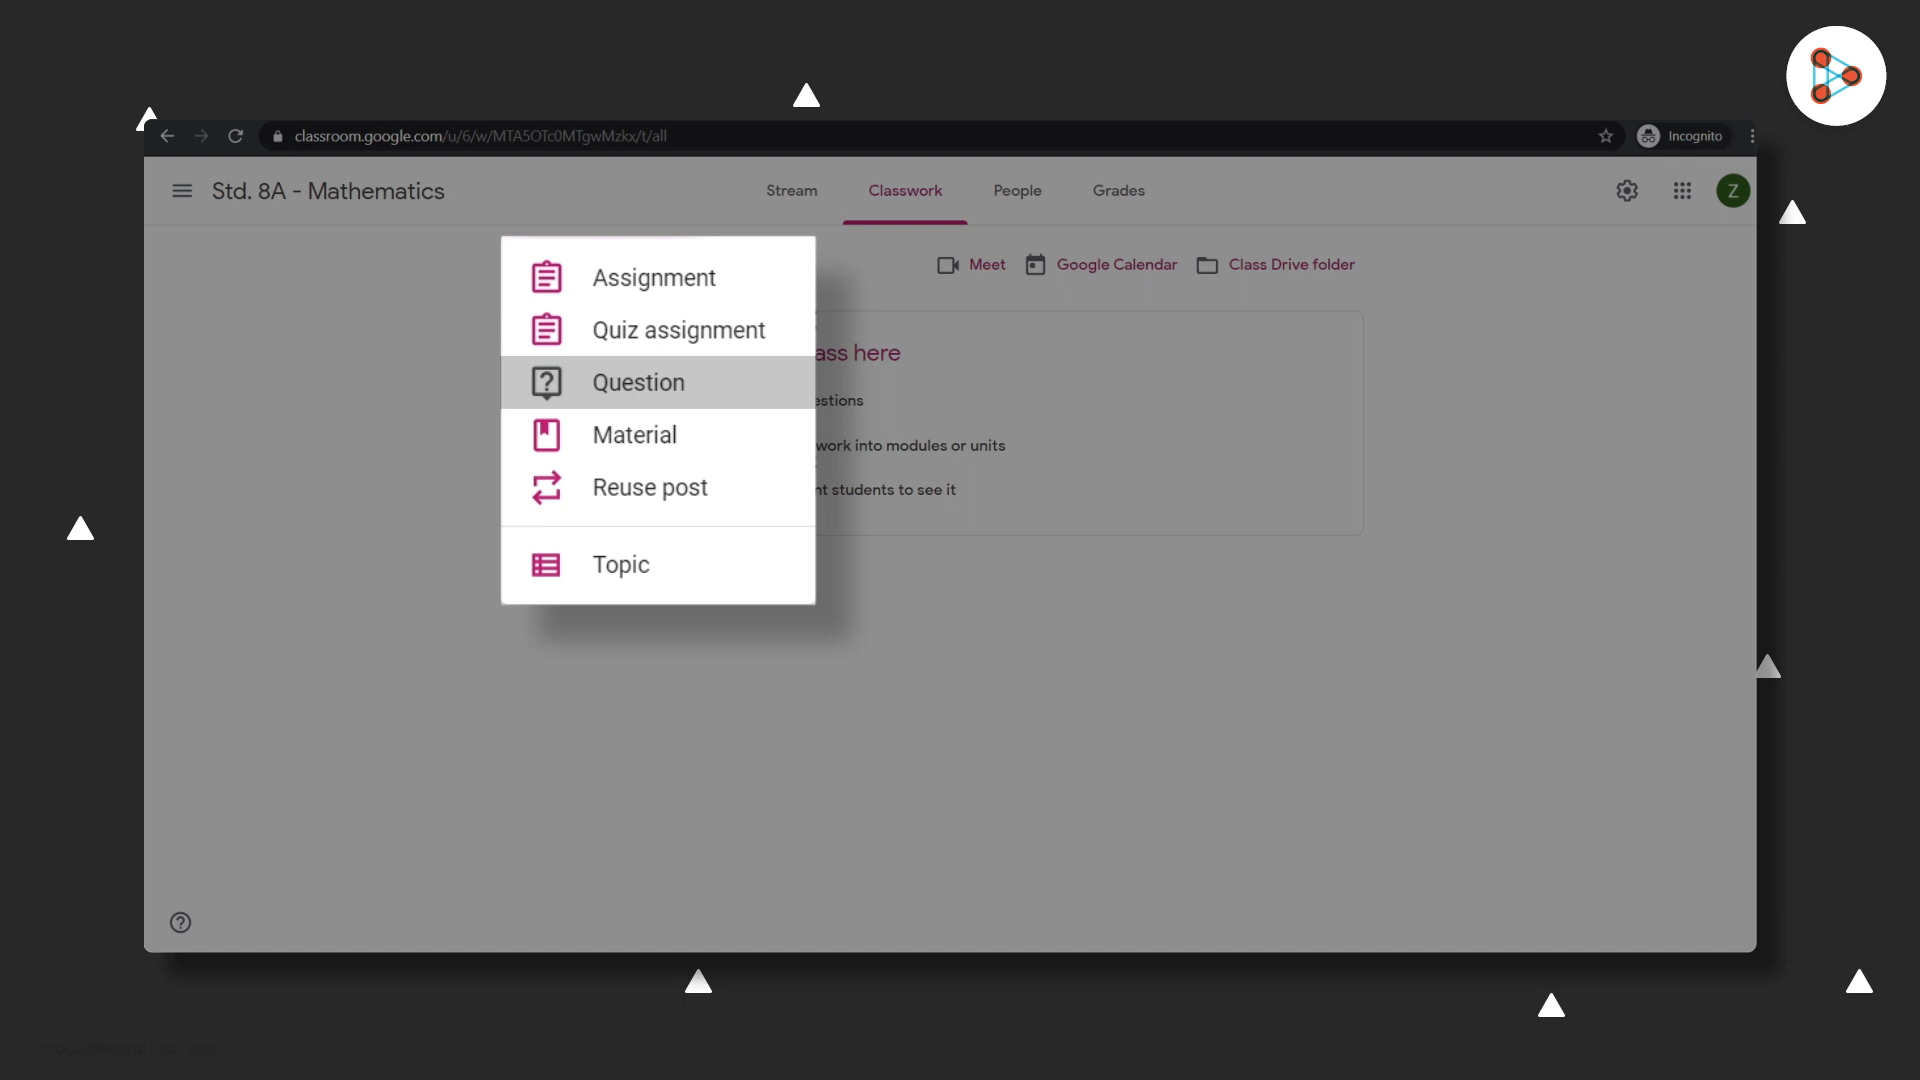 classroom.google.com/u/6/w/MTA5OTc0MTgwMzkx/t/all
Incognito
Std. 8A - Mathematics
Stream
Classwork
People
Grades
Z
Meet
Google Calendar
Class Drive folder
Assignment
Quiz assignment
Question
Material
Reuse post
Topic
ass here
estions
work into modules or units
nt students to see it